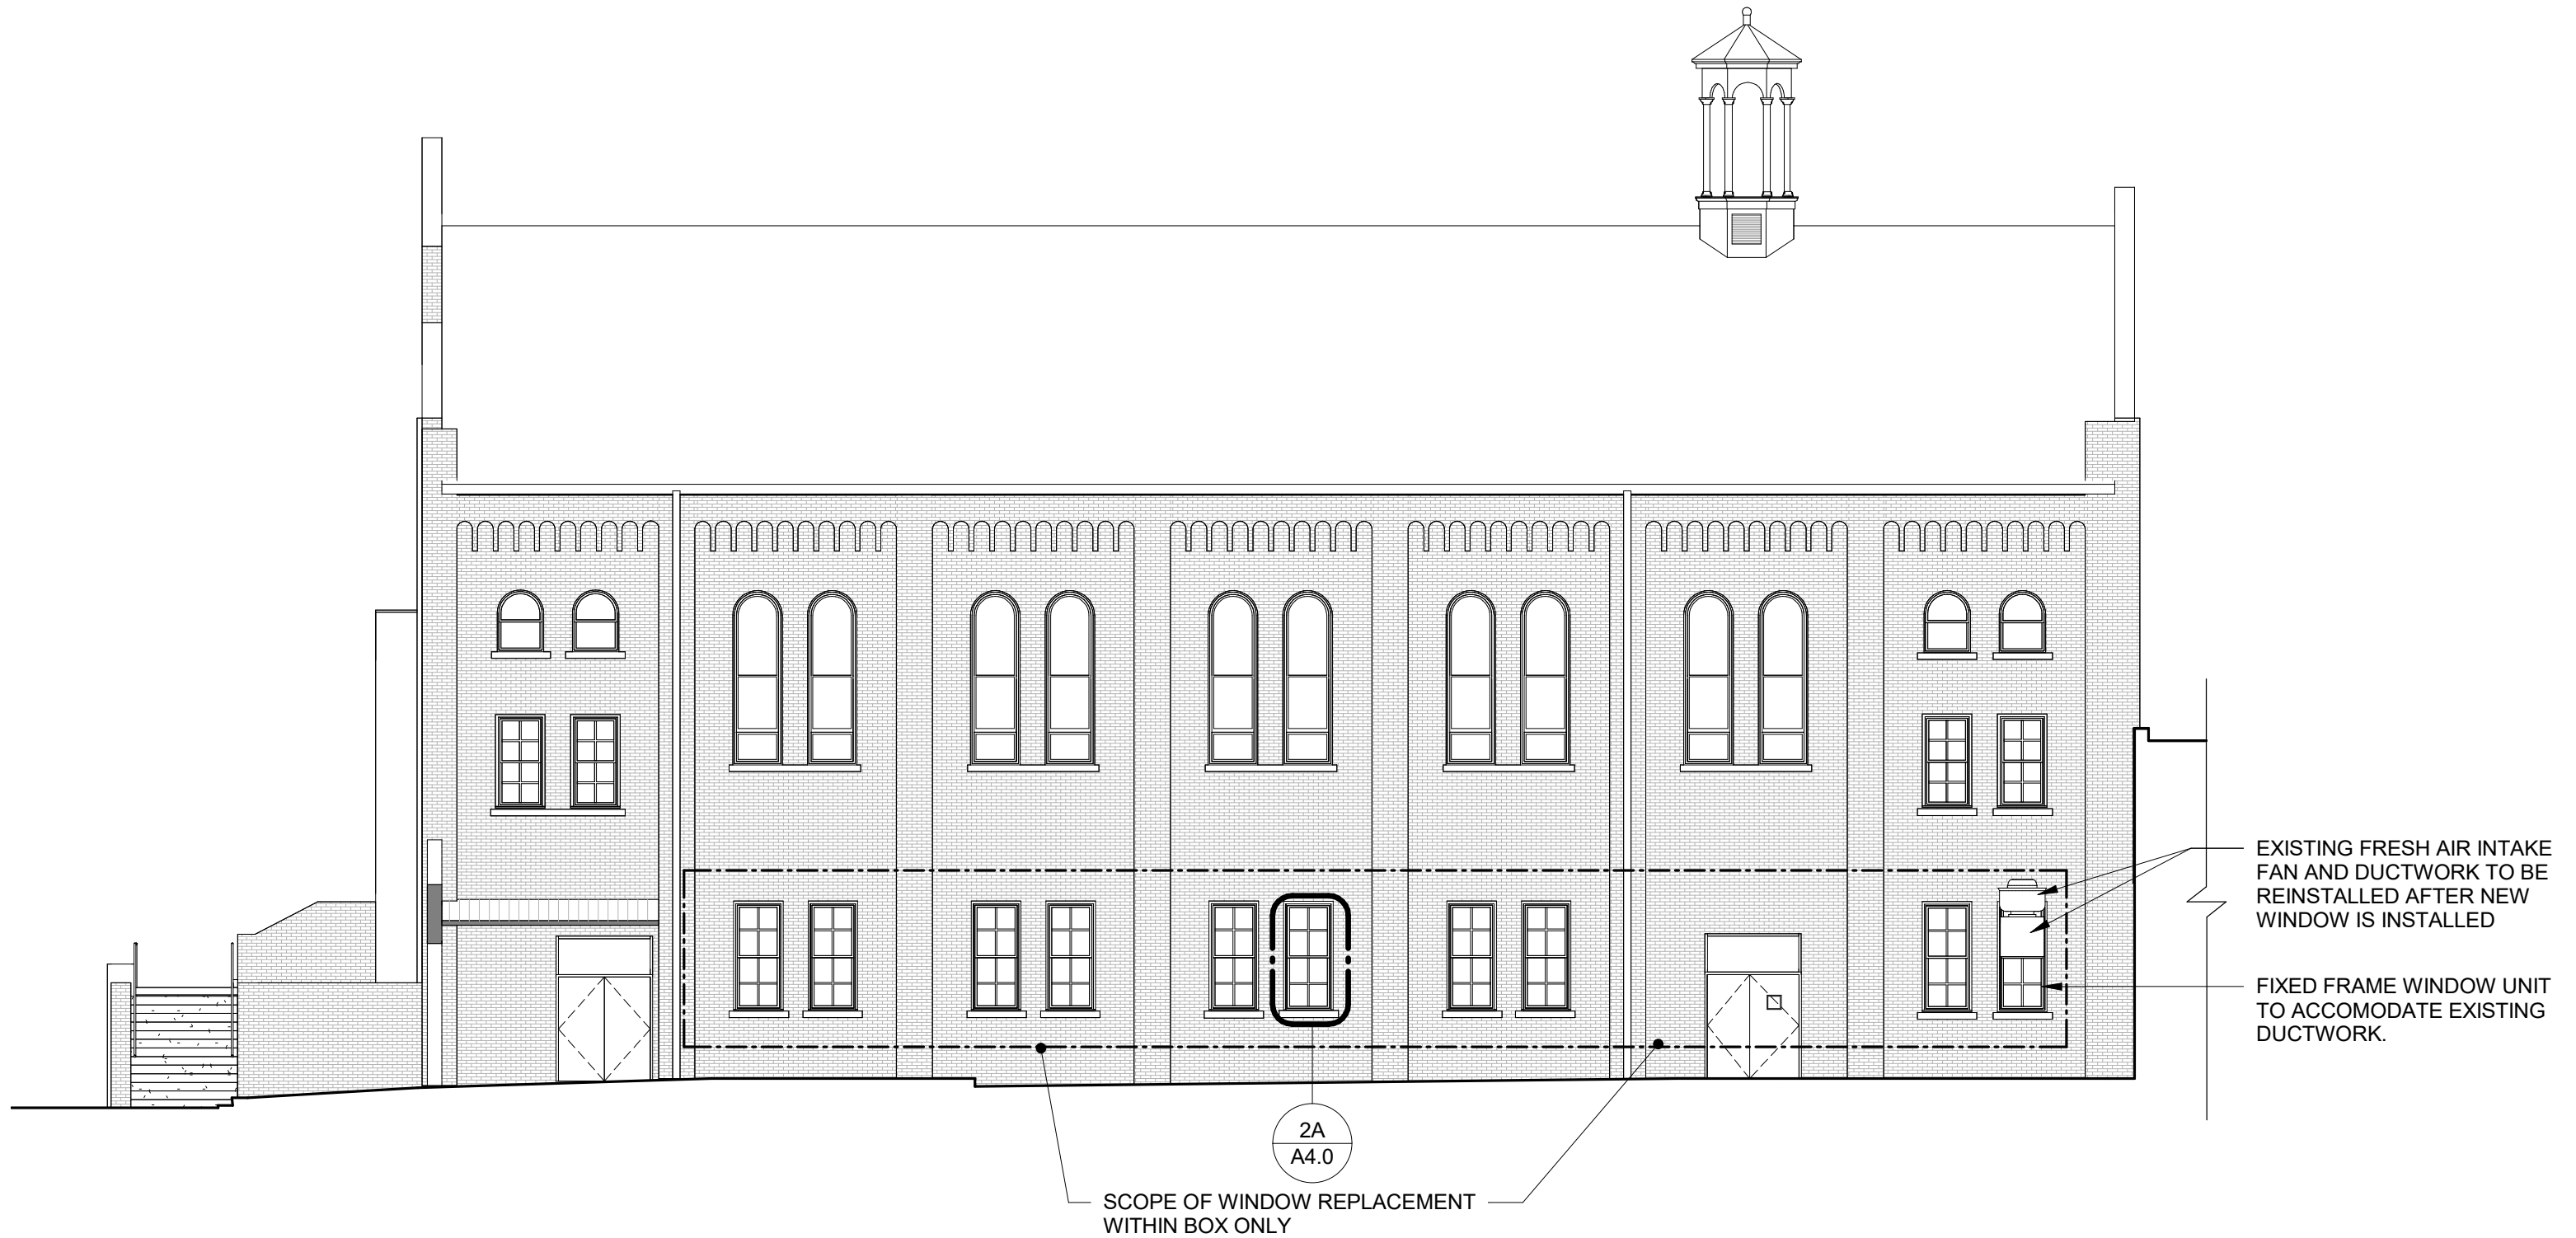 EXISTING FRESH AIR INTAKE
FAN AND DUCTWORK TO BE
REINSTALLED AFTER NEW
WINDOW IS INSTALLED
FIXED FRAME WINDOW UNIT
TO ACCOMODATE EXISTING
DUCTWORK.
2A
A4.0
SCOPE OF WINDOW REPLACEMENT
WITHIN BOX ONLY